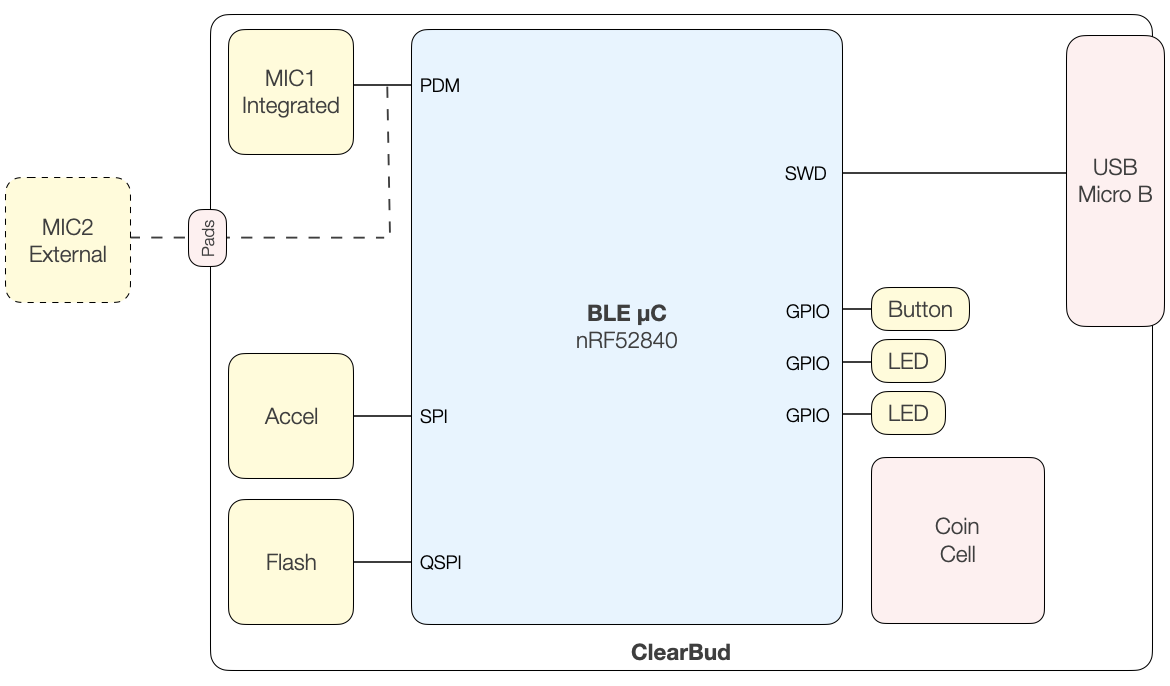 MIC1
Integrated
PDM
SWD
USB
Micro B
MIC2
External
Pads
BLE µC
nRF52840
GPIO
Button
GPIO
LED
GPIO
LED
Accel
SPI
Flash
QSPI
Coin
Cell
ClearBud